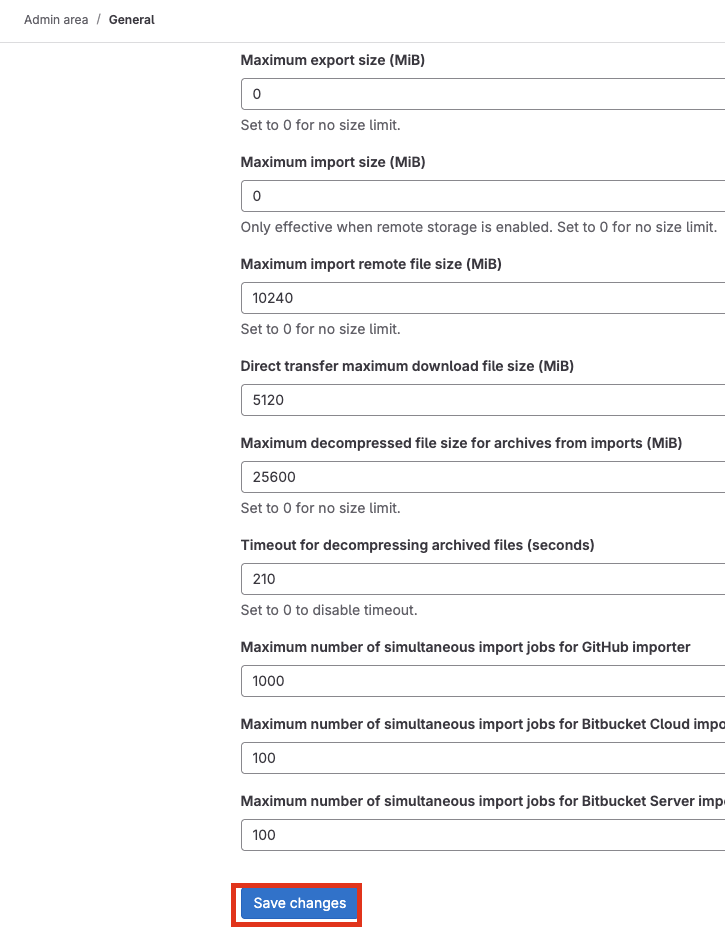 Admin area / General
Maximum export size (MiB)
0
Set to 0 for no size limit.
Maximum import size (MiB)
0
Only effective when remote storage is enabled. Set to 0 for no size limit.
Maximum import remote file size (MiB)
10240
Set to 0 for no size limit.
Direct transfer maximum download file size (MiB)
5120
Maximum decompressed file size for archives from imports (MiB)
25600
Set to 0 for no size limit.
Timeout for decompressing archived files (seconds)
210
Set to 0 to disable timeout.
Maximum number of simultaneous import jobs for GitHub importer
1000
Maximum number of simultaneous import jobs for Bitbucket Cloud impo
100
Maximum number of simultaneous import jobs for Bitbucket Server imp
100
Save changes